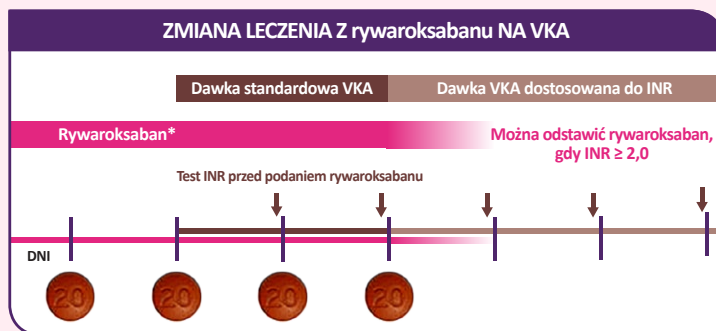 ZMIANA LECZENIA Z rywaroksabanu NA VKA
Dawka standardowa VKA
Dawka VKA dostosowana do INR
Rywaroksaban*
Można odstawić rywaroksaban,
gdy INR ≥ 2,0
Test INR przed podaniem rywaroksabanu
DNI
20
20
20
20